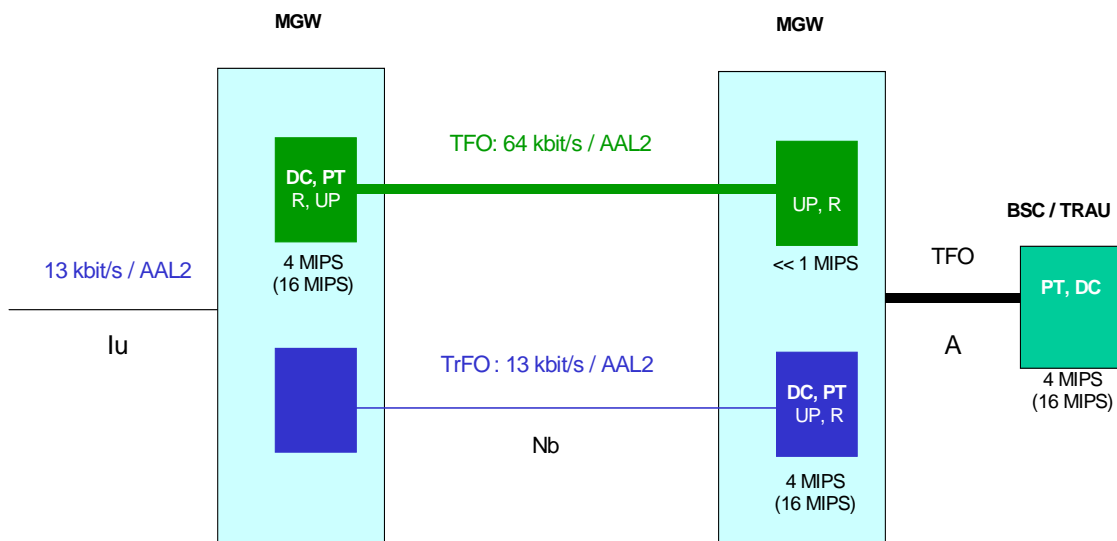 MGW
MGW
TFO: 64 kbit/s / AAL2
DC, PT
R, UP
UP, R
BSC / TRAU
13 kbit/s / AAL2
4 MIPS
(16 MIPS)
<< 1 MIPS
TFO
PT, DC
Iu
A
TrFO : 13 kbit/s / AAL2
DC, PT
UP, R
4 MIPS
(16 MIPS)
Nb
4 MIPS
(16 MIPS)